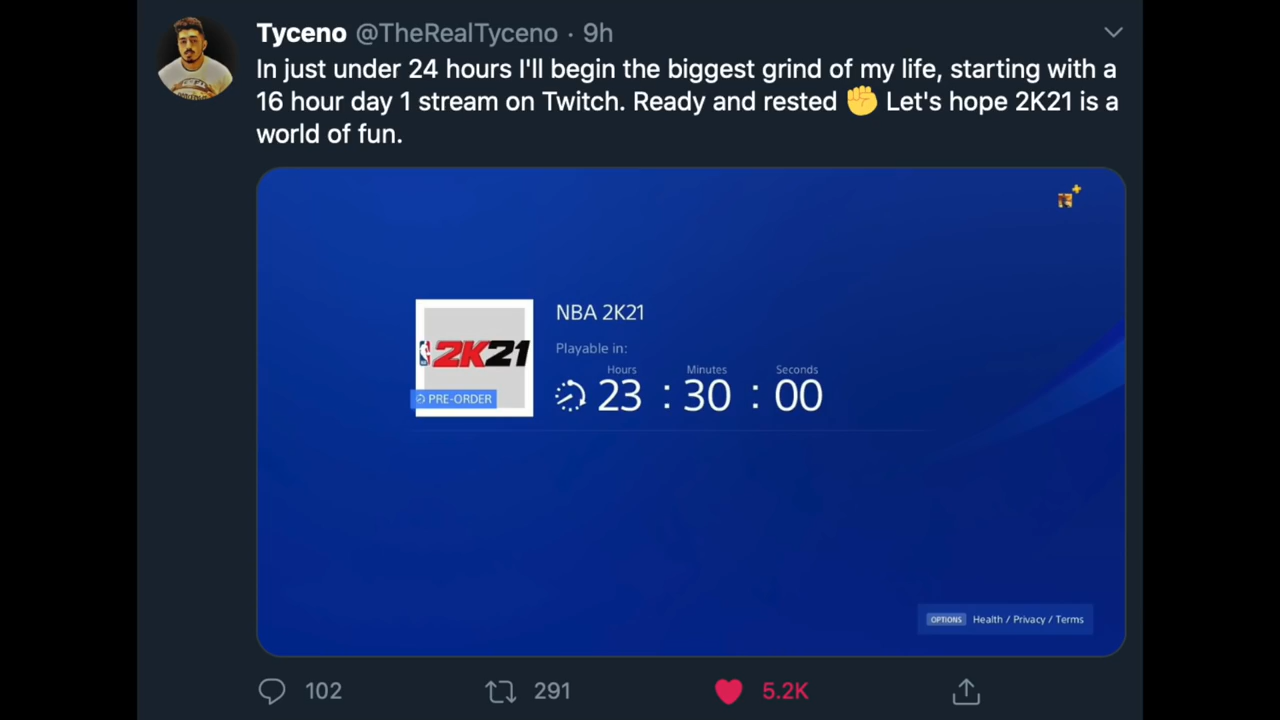 Tyceno @TheRealTyceno · 9h
In just under 24 hours I'll begin the biggest grind of my life, starting with a
16 hour day 1 stream on Twitch. Ready and rested ✊ Let's hope 2K21 is a
world of fun.
NBA 2K21
Playable in:
Hours Minutes Seconds
23 : 30 : 00
2K21
PRE-ORDER
OPTIONS Health / Privacy / Terms
102 291 5.2K